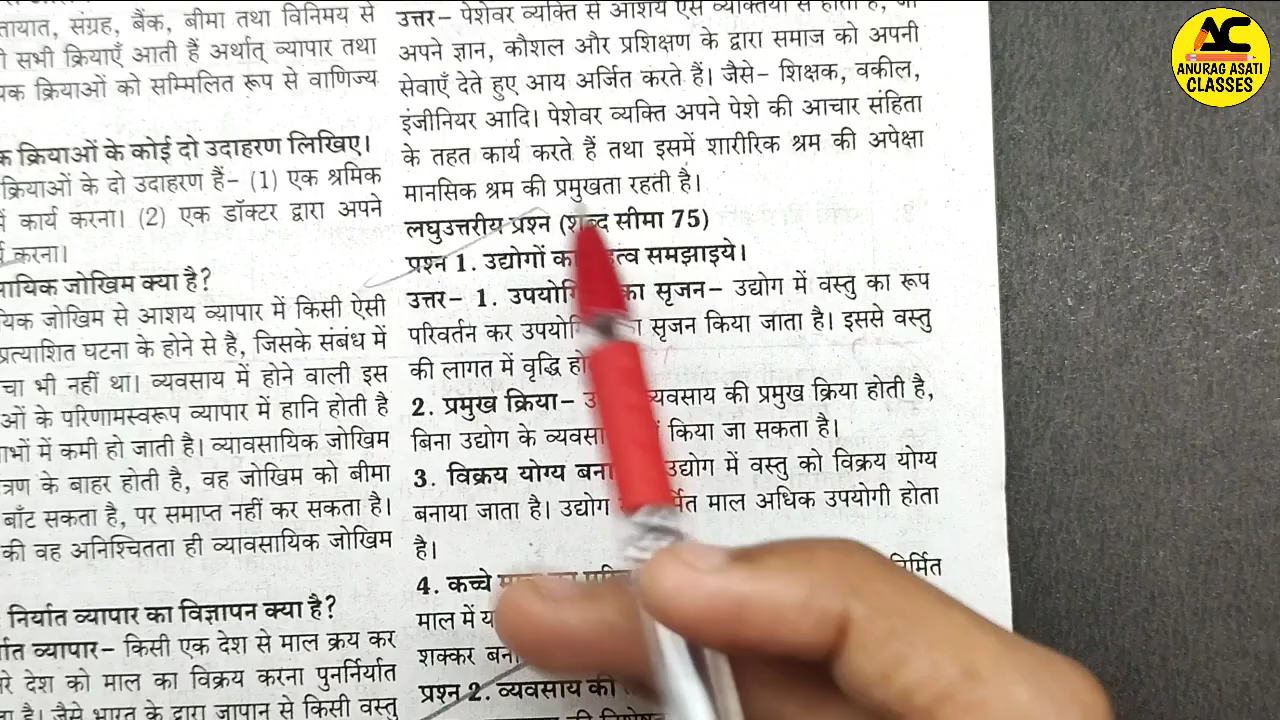 तायात, संग्रह, बैंक, बीमा तथा विनिमय से
सभी क्रियाएँ आती हैं अर्थात् व्यापार तथा
क्रियाओं को सम्मिलित रूप से वाणिज्य
क्रियाओं के कोई दो उदाहरण लिखिए।
क्रियाओं के दो उदाहरण हैं– (1) एक श्रमिक
कार्य करना। (2) एक डॉक्टर द्वारा अपने
करना।
सायिक जोखिम क्या है?
यिक जोखिम से आशय व्यापार में किसी ऐसी
प्रत्याशित घटना के होने से है, जिसके संबंध में
चा भी नहीं था। व्यवसाय में होने वाली इस
ओं के परिणामस्वरूप व्यापार में हानि होती है
भों में कमी हो जाती है। व्यावसायिक जोखिम
त्रण के बाहर होती है, वह जोखिम को बीमा
बाँट सकता है, पर समाप्त नहीं कर सकता है।
की वह अनिश्चितता ही व्यावसायिक जोखिम
निर्यात व्यापार का विज्ञापन क्या है?
र्यात व्यापार– किसी एक देश से माल क्रय कर
रे देश को माल का विक्रय करना पुनर्निर्यात
है। जैसे भारत के द्वारा जापान से किसी वस्तु
उत्तर– पेशेवर व्यक्ति से आशय ऐसे व्यक्तियों से होता है, जो
अपने ज्ञान, कौशल और प्रशिक्षण के द्वारा समाज को अपनी
सेवाएँ देते हुए आय अर्जित करते हैं। जैसे– शिक्षक, वकील,
इंजीनियर आदि। पेशेवर व्यक्ति अपने पेशे की आचार संहिता
के तहत कार्य करते हैं तथा इसमें शारीरिक श्रम की अपेक्षा
मानसिक श्रम की प्रमुखता रहती है।
लघुउत्तरीय प्रश्न (शब्द सीमा 75)
प्रश्न 1. उद्योगों का समझाइये।
उत्तर– 1. का सृजन– उद्योग में वस्तु का रूप
परिवर्तन कर सृजन किया जाता है। इससे वस्तु
की लागत में वृद्धि
2. प्रमुख क्रिया– व्यवसाय की प्रमुख क्रिया होती है,
बिना उद्योग के किया जा सकता है।
3. विक्रय योग्य उद्योग में वस्तु को विक्रय योग्य
बनाया जाता है। उद्योग माल अधिक उपयोगी होता
है।
4. कच्चे
माल में
शक्कर
प्रश्न 2. व्यवसाय की
AC
ANURAG ASATI
CLASSES